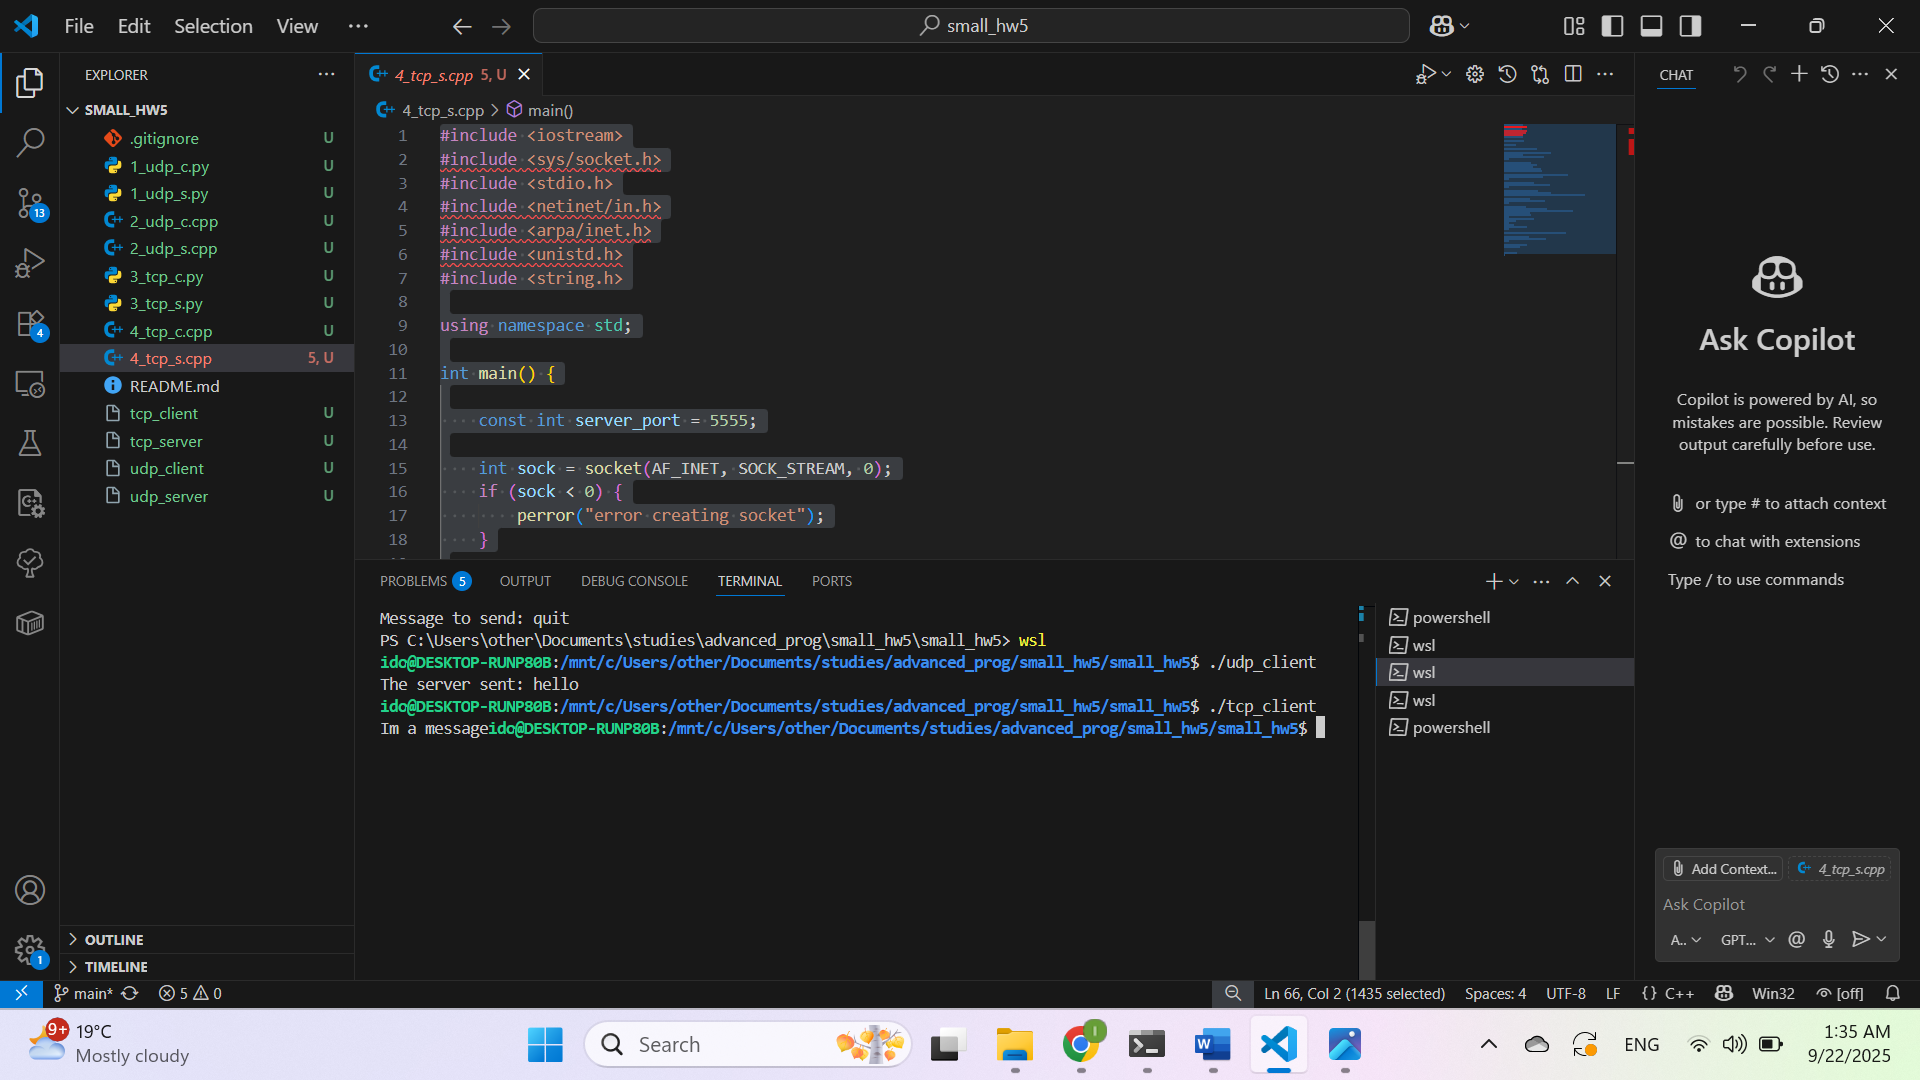 File Edit Selection View ···
small_hw5
EXPLORER ···
SMALL_HW5
.gitignore U
1_udp_c.py U
1_udp_s.py U
2_udp_c.cpp U
2_udp_s.cpp U
3_tcp_c.py U
3_tcp_s.py U
4_tcp_c.cpp U
4_tcp_s.cpp 5, U
README.md
tcp_client U
tcp_server U
udp_client U
udp_server U
OUTLINE
TIMELINE
13
4
1
4_tcp_s.cpp 5, U
4_tcp_s.cpp > main()
1 #include <iostream>
2 #include <sys/socket.h>
3 #include <stdio.h>
4 #include <netinet/in.h>
5 #include <arpa/inet.h>
6 #include <unistd.h>
7 #include <string.h>
8
9 using namespace std;
10
11 int main() {
12
13 const int server_port = 5555;
14
15 int sock = socket(AF_INET, SOCK_STREAM, 0);
16 if (sock < 0) {
17 perror("error creating socket");
18 }
PROBLEMS 5 OUTPUT DEBUG CONSOLE TERMINAL PORTS
Message to send: quit
PS C:\Users\other\Documents\studies\advanced_prog\small_hw5\small_hw5> wsl
ido@DESKTOP-RUNP80B:/mnt/c/Users/other/Documents/studies/advanced_prog/small_hw5/small_hw5$ ./udp_client
The server sent: hello
ido@DESKTOP-RUNP80B:/mnt/c/Users/other/Documents/studies/advanced_prog/small_hw5/small_hw5$ ./tcp_client
Im a messageido@DESKTOP-RUNP80B:/mnt/c/Users/other/Documents/studies/advanced_prog/small_hw5/small_hw5$
powershell
wsl
wsl
wsl
powershell
CHAT
Ask Copilot
Copilot is powered by AI, so
mistakes are possible. Review
output carefully before use.
or type # to attach context
@ to chat with extensions
Type / to use commands
Add Context... 4_tcp_s.cpp
Ask Copilot
A.. GPT... @
main* 5 0
Ln 66, Col 2 (1435 selected) Spaces: 4 UTF-8 LF {} C++ Win32 [off]
9+ 19°C
Mostly cloudy
Search
ENG
1:35 AM
9/22/2025